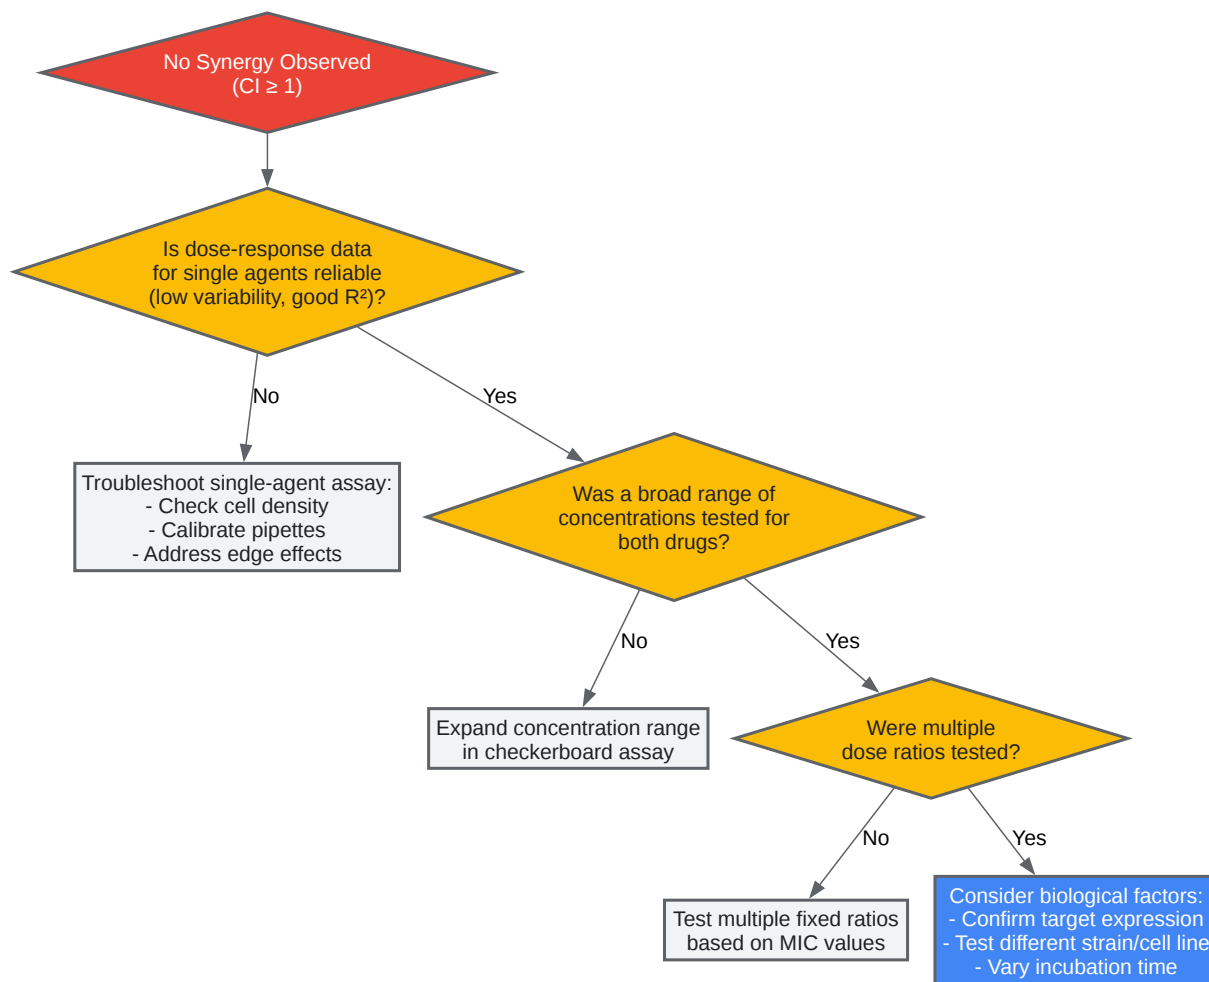 No Synergy Observed
(CI ≥ 1)
Is dose-response data
for single agents reliable
(low variability, good R²)?
No
Yes
Troubleshoot single-agent assay:
- Check cell density
- Calibrate pipettes
- Address edge effects
Was a broad range of
concentrations tested for
both drugs?
No
Yes
Expand concentration range
in checkerboard assay
Were multiple
dose ratios tested?
No
Yes
Test multiple fixed ratios
based on MIC values
Consider biological factors:
- Confirm target expression
- Test different strain/cell line
- Vary incubation time